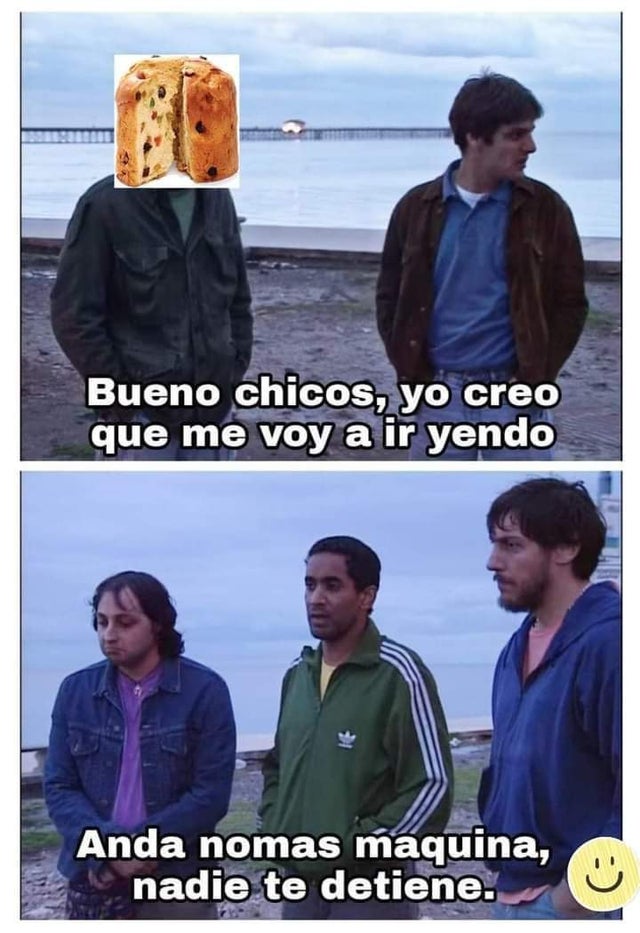 Bueno chicos, yo creo
que me voy a ir yendo
Anda nomas maquina,
nadie te detiene.